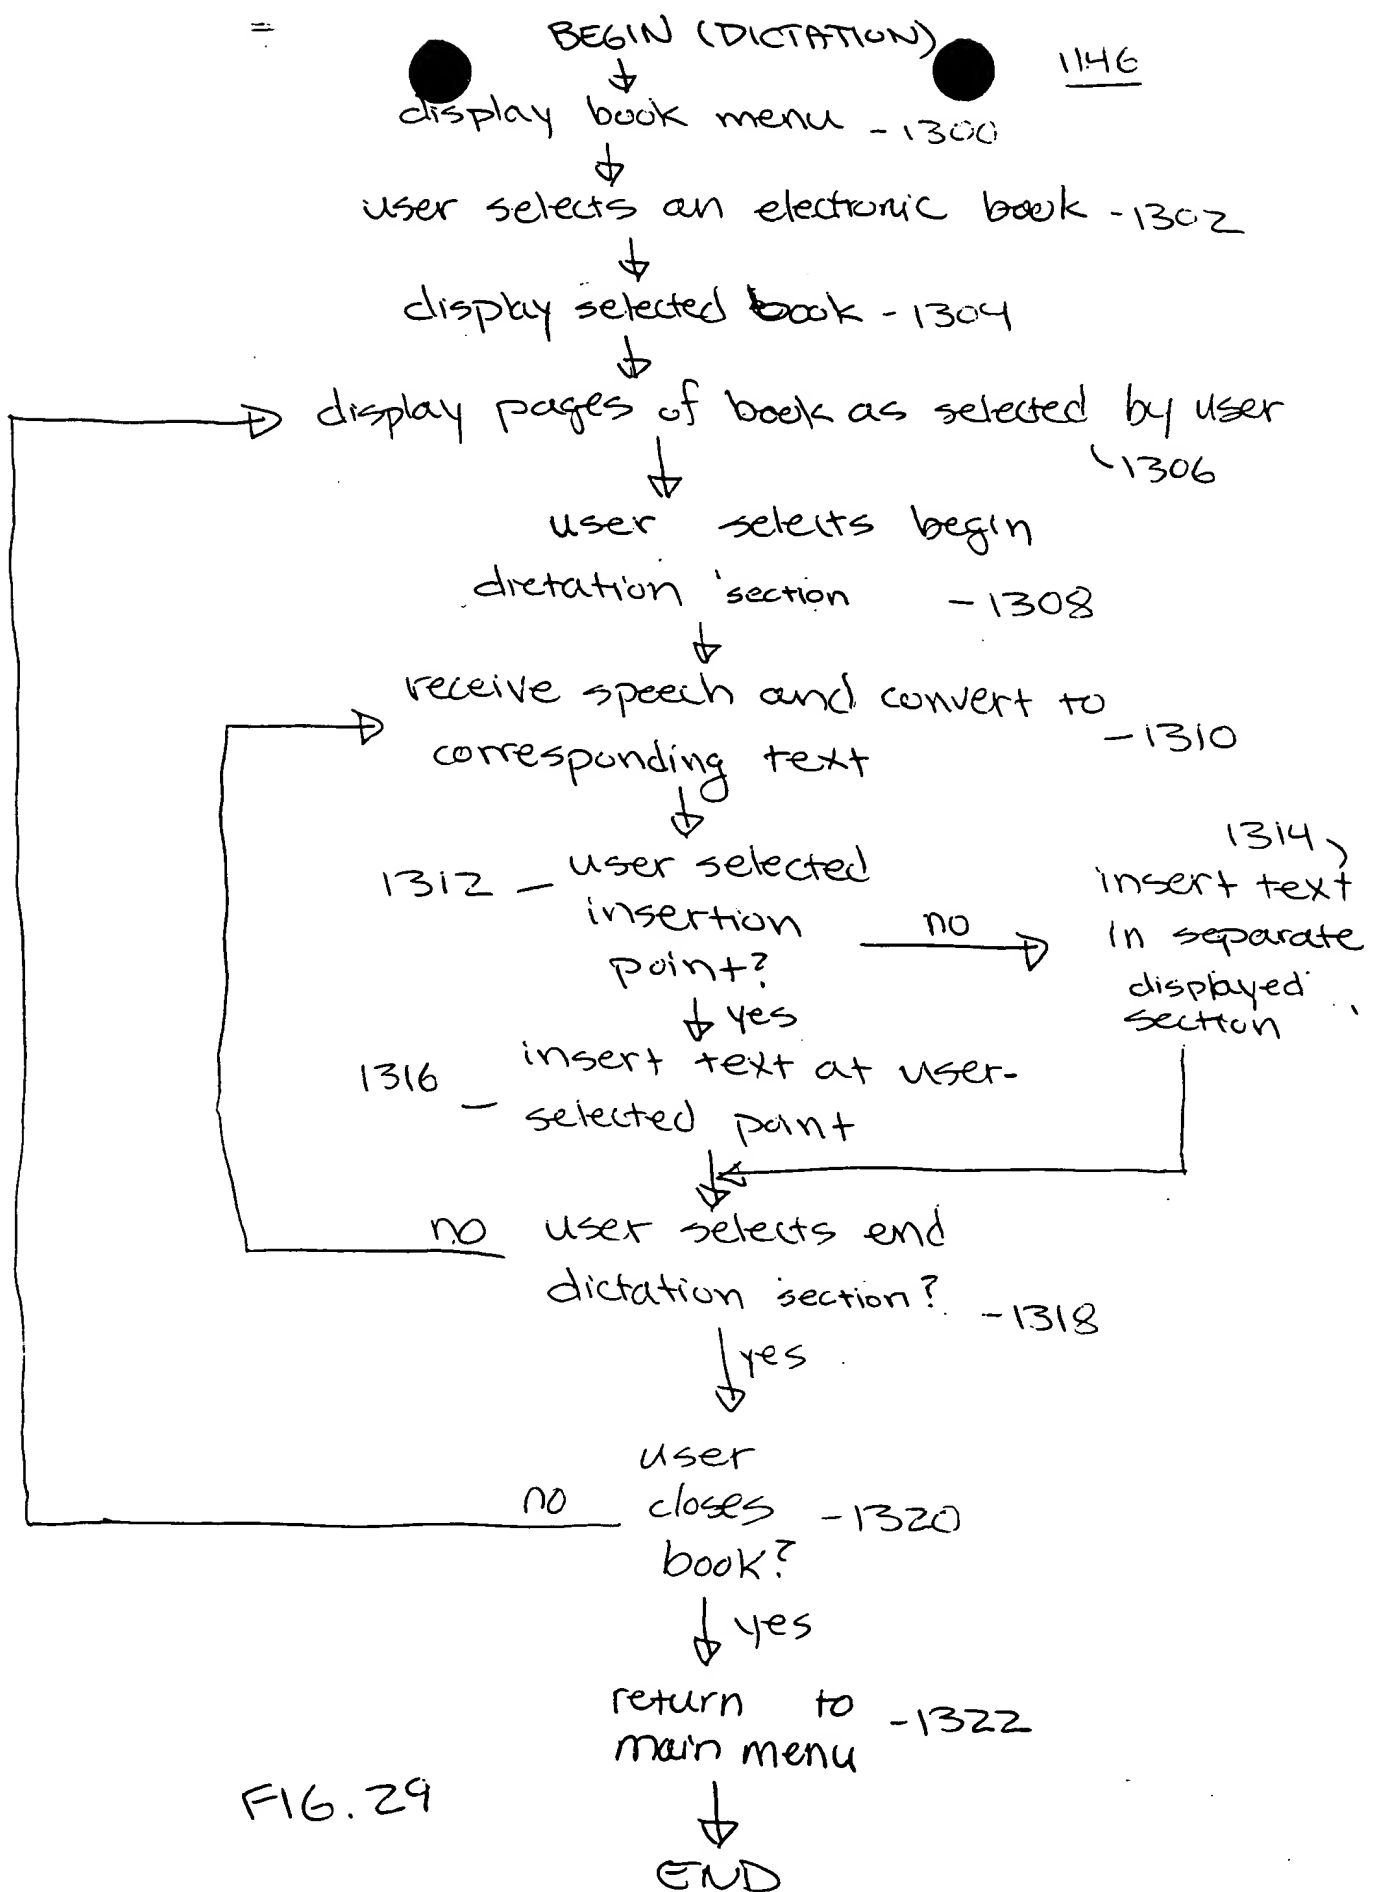 BEGIN (DICTATION)
1146
display book menu - 1300
user selects an electronic book - 1302
display selected book - 1304
display pages of book as selected by user
1306
user selects begin
dictation section - 1308
receive speech and convert to
corresponding text - 1310
1312 - user selected
insertion
point?
no
1314
insert text
in separate
displayed
section
yes
1316 - insert text at user-
selected point
no user selects end
dictation section? - 1318
yes
user
no closes - 1320
book?
yes
return to - 1322
main menu
FIG. 29
END